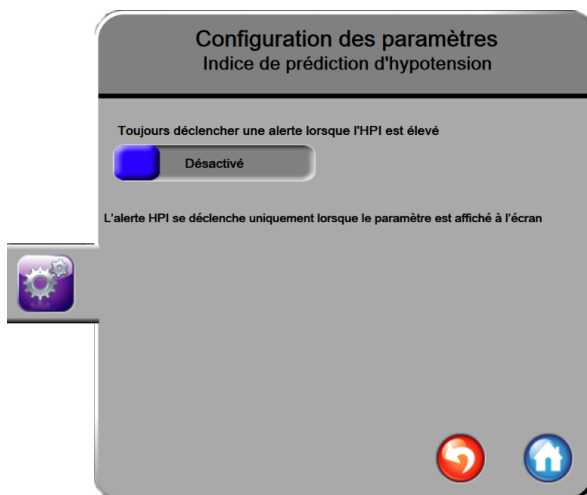 Configuration des paramètres
Indice de prédiction d'hypotension
Toujours déclencher une alerte lorsque l'HPI est élevé
Désactivé
L'alerte HPI se déclenche uniquement lorsque le paramètre est affiché à l'écran